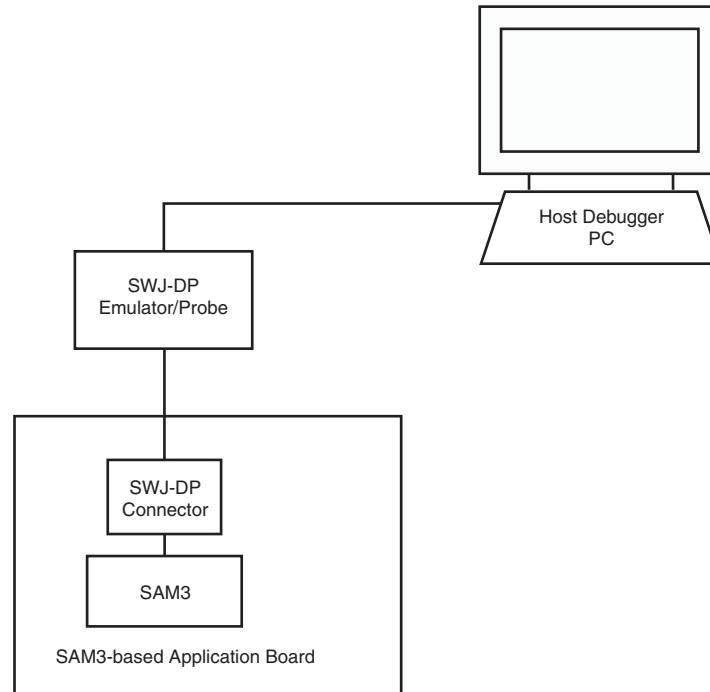 Host Debugger
PC
SWJ-DP
Emulator/Probe
SWJ-DP
Connector
SAM3
SAM3-based Application Board